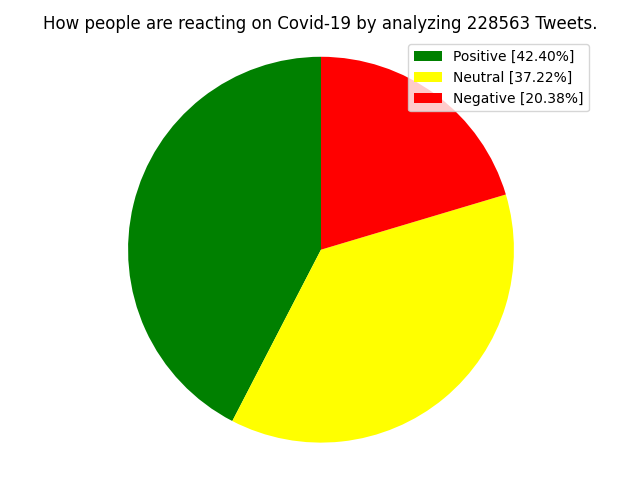 How people are reacting on Covid-19 by analyzing 228563 Tweets.
Positive [42.40%]
Neutral [37.22%]
Negative [20.38%]